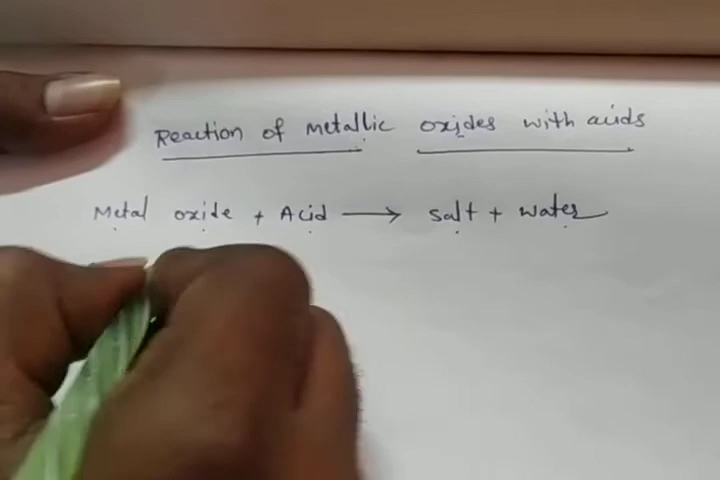 Reaction of metallic oxides with acids
Metal oxide + Acid → salt + water